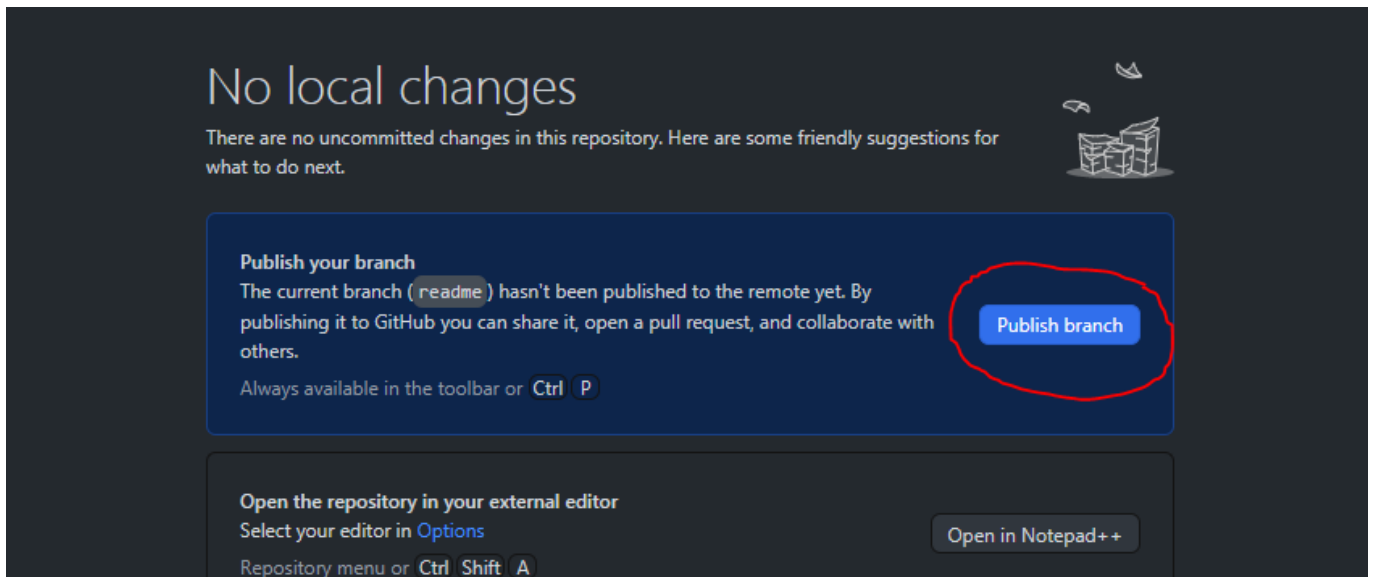 No local changes
There are no uncommitted changes in this repository. Here are some friendly suggestions for
what to do next.
Publish your branch
The current branch ( readme ) hasn't been published to the remote yet. By
publishing it to GitHub you can share it, open a pull request, and collaborate with
others.
Always available in the toolbar or Ctrl P
Publish branch
Open the repository in your external editor
Select your editor in Options
Repository menu or Ctrl Shift A
Open in Notepad++